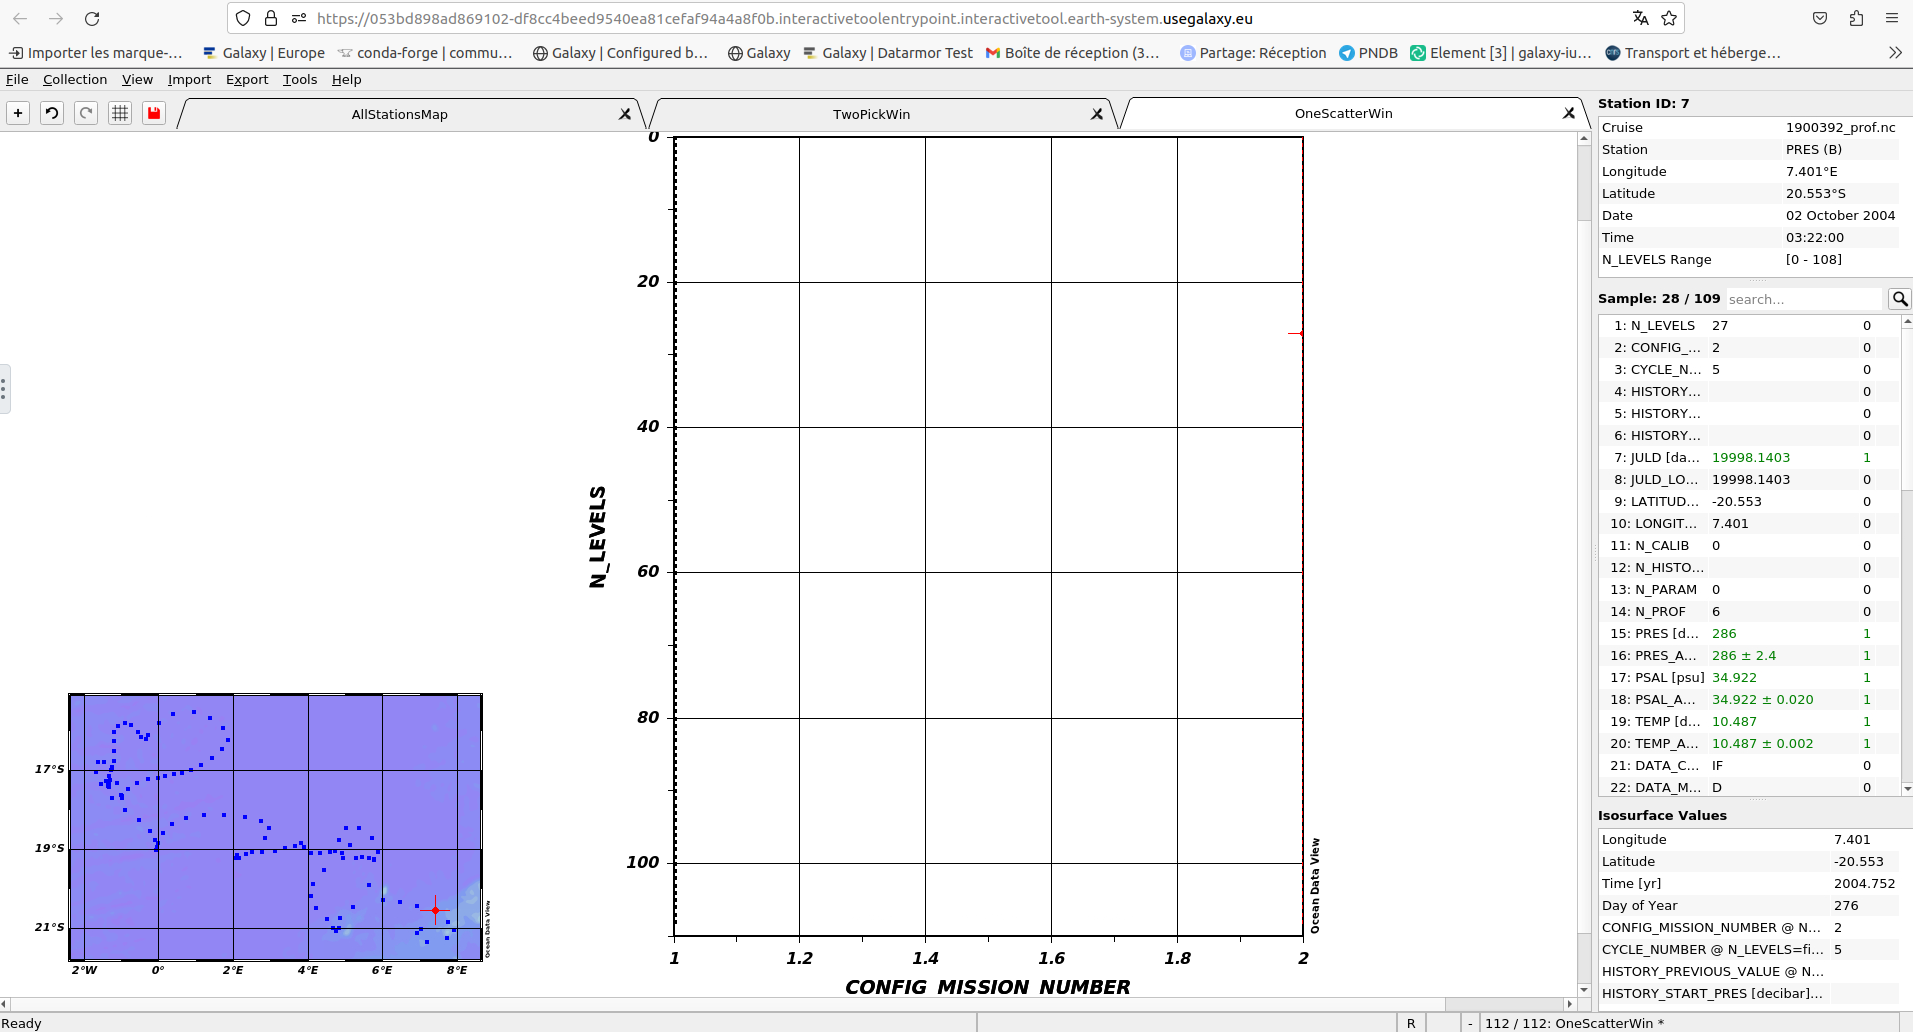 https://053bd898ad869102-df8cc4beed9540ea81cefaf94a4a8f0b.interactivetoolentrypoint.interactivetool.earth-system.usegalaxy.eu
Importer les marque-… Galaxy | Europe conda-forge | commu… Galaxy | Configured b… Galaxy Galaxy | Datarmor Test Boîte de réception (3… Partage: Réception PNDB Element [3] | galaxy-iu… Transport et héberge…
File Collection View Import Export Tools Help
AllStationsMap TwoPickWin OneScatterWin
Station ID: 7
Cruise 1900392_prof.nc
Station PRES (B)
Longitude 7.401°E
Latitude 20.553°S
Date 02 October 2004
Time 03:22:00
N_LEVELS Range [0 - 108]
Sample: 28 / 109 search...
1: N_LEVELS 27 0
2: CONFIG_... 2 0
3: CYCLE_N... 5 0
4: HISTORY... 0
5: HISTORY... 0
6: HISTORY... 0
7: JULD [da... 19998.1403 1
8: JULD_LO... 19998.1403 0
9: LATITUD... -20.553 0
10: LONGIT... 7.401 0
11: N_CALIB 0 0
12: N_HISTO... 0
13: N_PARAM 0 0
14: N_PROF 6 0
15: PRES [d... 286 1
16: PRES_A... 286 ± 2.4 1
17: PSAL [psu] 34.922 1
18: PSAL_A... 34.922 ± 0.020 1
19: TEMP [d... 10.487 1
20: TEMP_A... 10.487 ± 0.002 1
21: DATA_C... IF 0
22: DATA_M... D 0
Isosurface Values
Longitude 7.401
Latitude -20.553
Time [yr] 2004.752
Day of Year 276
CONFIG_MISSION_NUMBER @ N... 2
CYCLE_NUMBER @ N_LEVELS=fi... 5
HISTORY_PREVIOUS_VALUE @ N...
HISTORY_START_PRES [decibar]...
0
20
40
60
80
100
N_LEVELS
1 1.2 1.4 1.6 1.8 2
CONFIG_MISSION_NUMBER
Ocean Data View
17°S
19°S
21°S
2°W 0° 2°E 4°E 6°E 8°E
Ocean Data View
Ready R - 112 / 112: OneScatterWin *